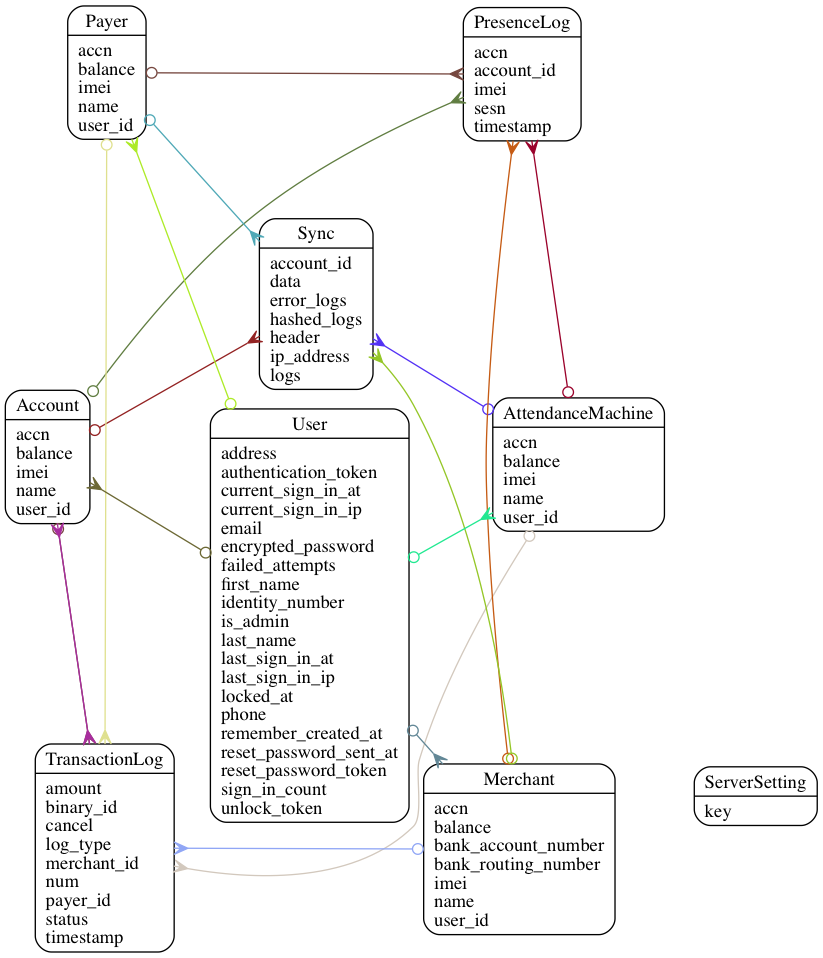 Payer
accn
balance
imei
name
user_id
PresenceLog
accn
account_id
imei
sesn
timestamp
Sync
account_id
data
error_logs
hashed_logs
header
ip_address
logs
Account
accn
balance
imei
name
user_id
User
address
authentication_token
current_sign_in_at
current_sign_in_ip
email
encrypted_password
failed_attempts
first_name
identity_number
is_admin
last_name
last_sign_in_at
last_sign_in_ip
locked_at
phone
remember_created_at
reset_password_sent_at
reset_password_token
sign_in_count
unlock_token
AttendanceMachine
accn
balance
imei
name
user_id
TransactionLog
amount
binary_id
cancel
log_type
merchant_id
num
payer_id
status
timestamp
Merchant
accn
balance
bank_account_number
bank_routing_number
imei
name
user_id
ServerSetting
key